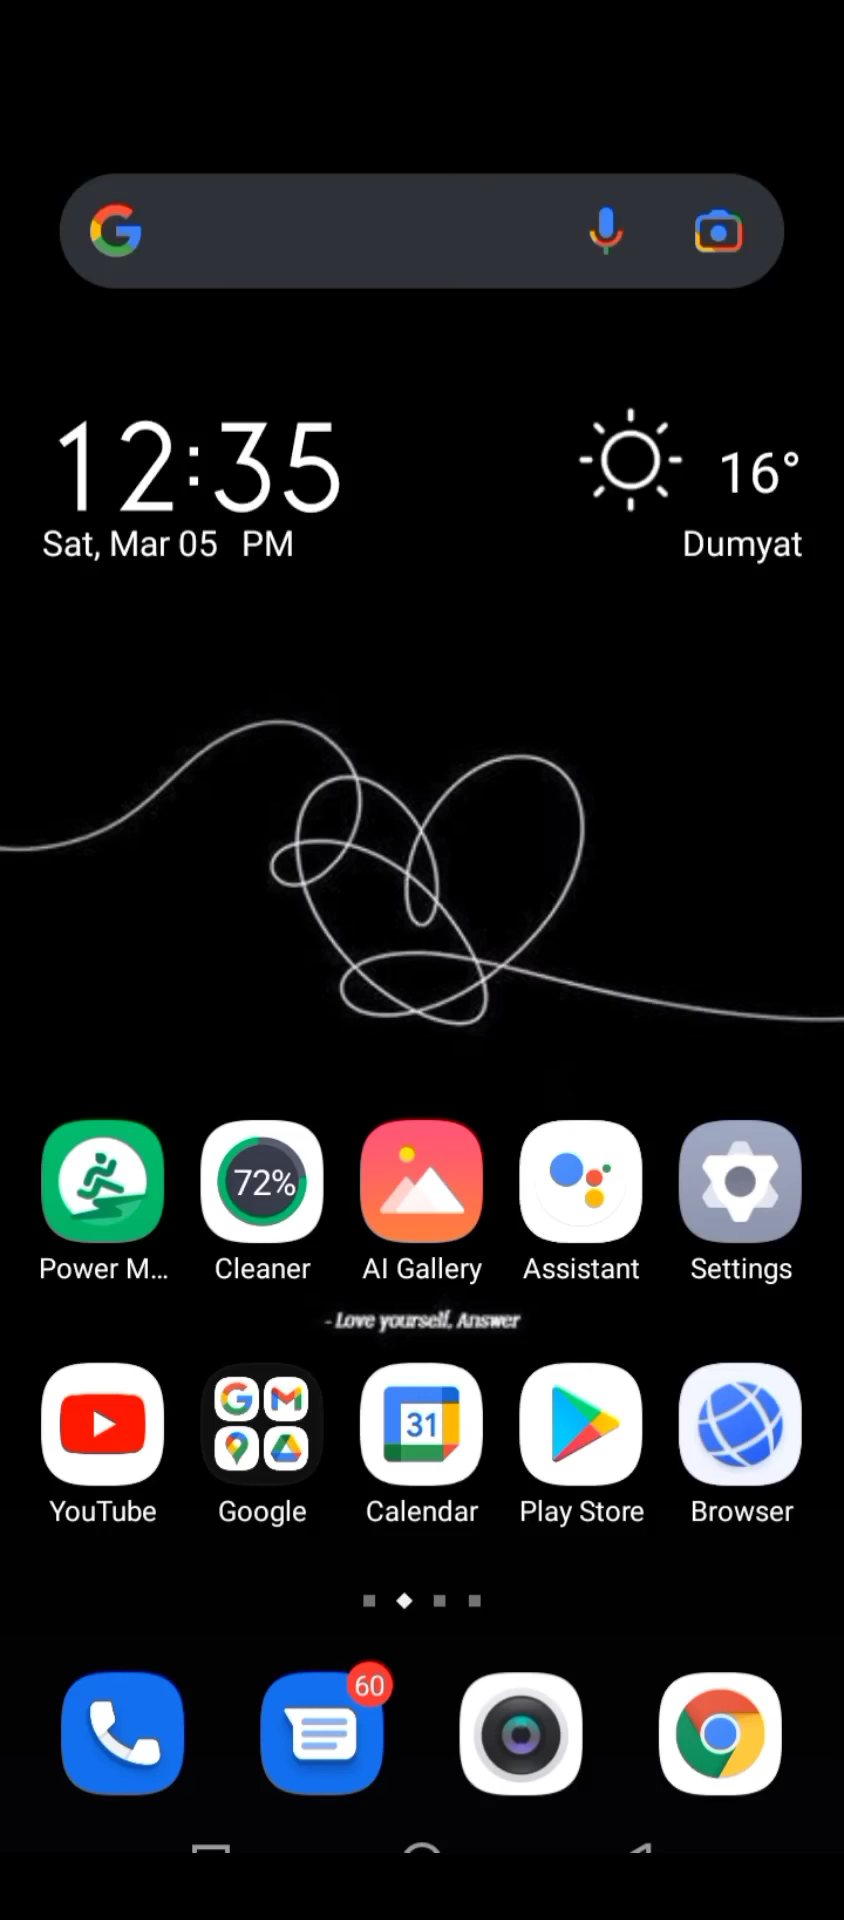 12:35
Sat, Mar 05 PM
16°
Dumyat
72%
Power M... Cleaner AI Gallery Assistant Settings
- Love yourself, Answer
31
YouTube Google Calendar Play Store Browser
60